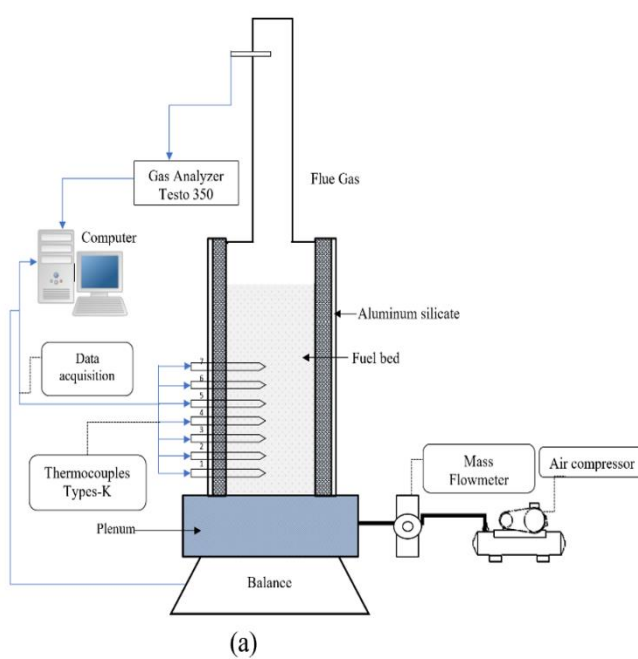 Gas Analyzer
Testo 350
Flue Gas
Computer
Aluminum silicate
Fuel bed
Data
acquisition
7
6
5
4
3
2
1
Thermocouples
Types-K
Mass
Flowmeter
Air compressor
Plenum
Balance
(a)